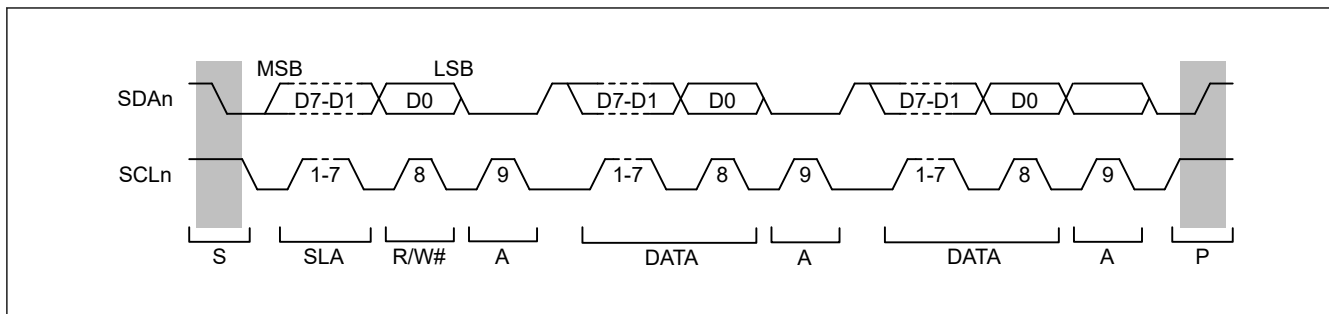 MSB LSB
SDAn D7-D1 D0 D7-D1 D0 D7-D1 D0
SCLn 1-7 8 9 1-7 8 9 1-7 8 9
S SLA R/W# A DATA A DATA A P